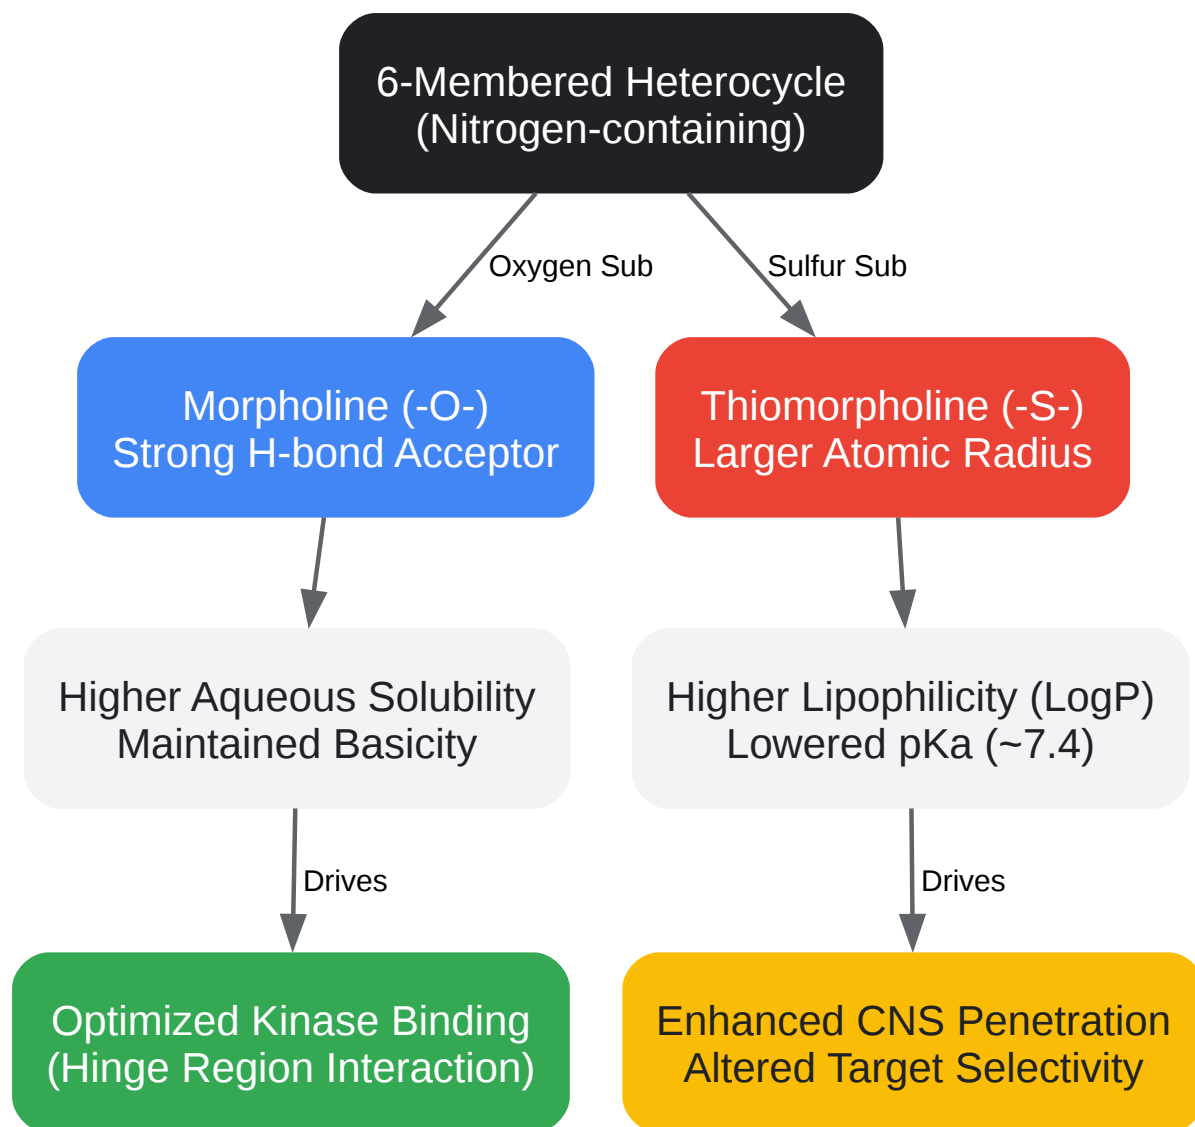 6-Membered Heterocycle
(Nitrogen-containing)
Oxygen Sub
Sulfur Sub
Morpholine (-O-)
Strong H-bond Acceptor
Thiomorpholine (-S-)
Larger Atomic Radius
Higher Aqueous Solubility
Maintained Basicity
Higher Lipophilicity (LogP)
Lowered pKa (~7.4)
Drives
Drives
Optimized Kinase Binding
(Hinge Region Interaction)
Enhanced CNS Penetration
Altered Target Selectivity